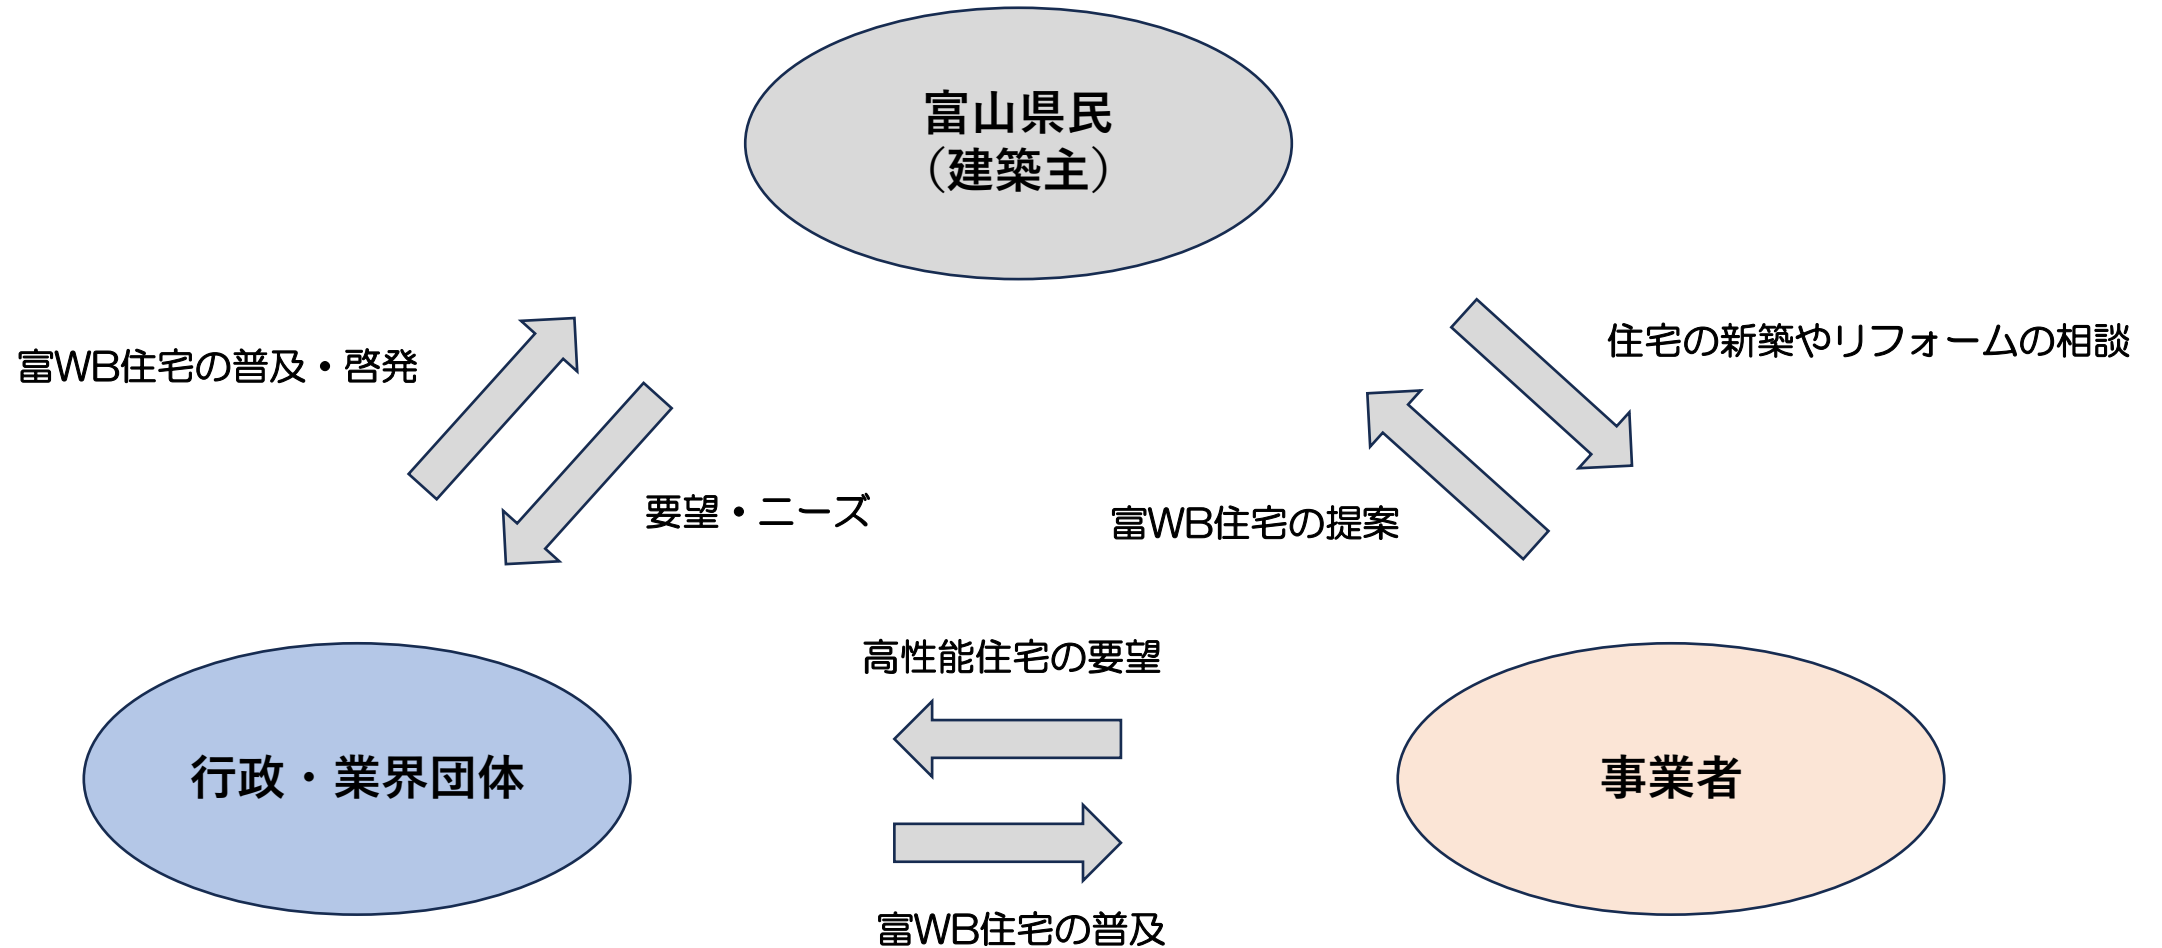 富山県民
（建築主）
富WB住宅の普及・啓発
住宅の新築やリフォームの相談
要望・ニーズ
富WB住宅の提案
高性能住宅の要望
行政・業界団体
事業者
富WB住宅の普及